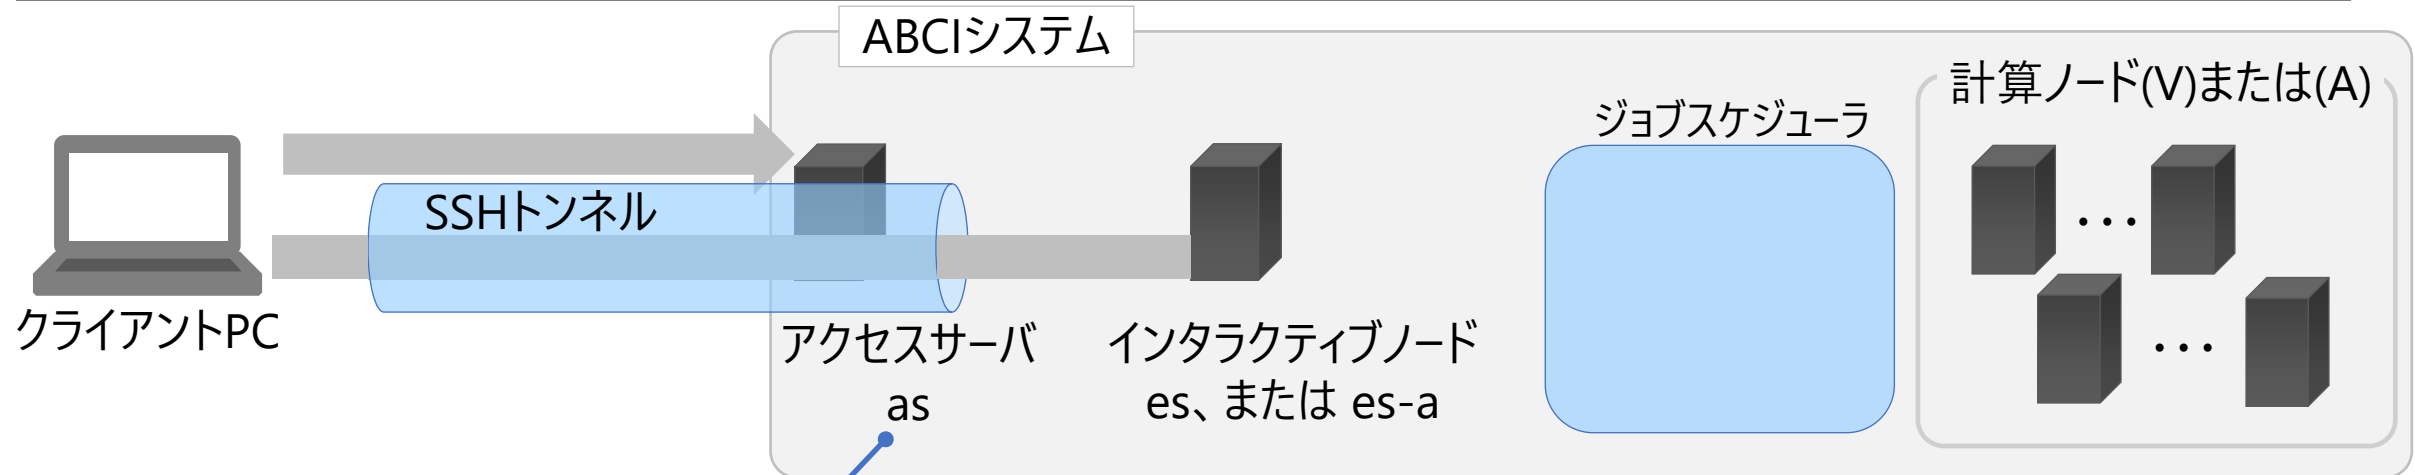 ABCIシステム
計算ノード(V)または(A)
ジョブスケジューラ
SSHトンネル
・・・
・・・
クライアントPC
アクセスサーバ
as
インタラクティブノード
es、または es-a